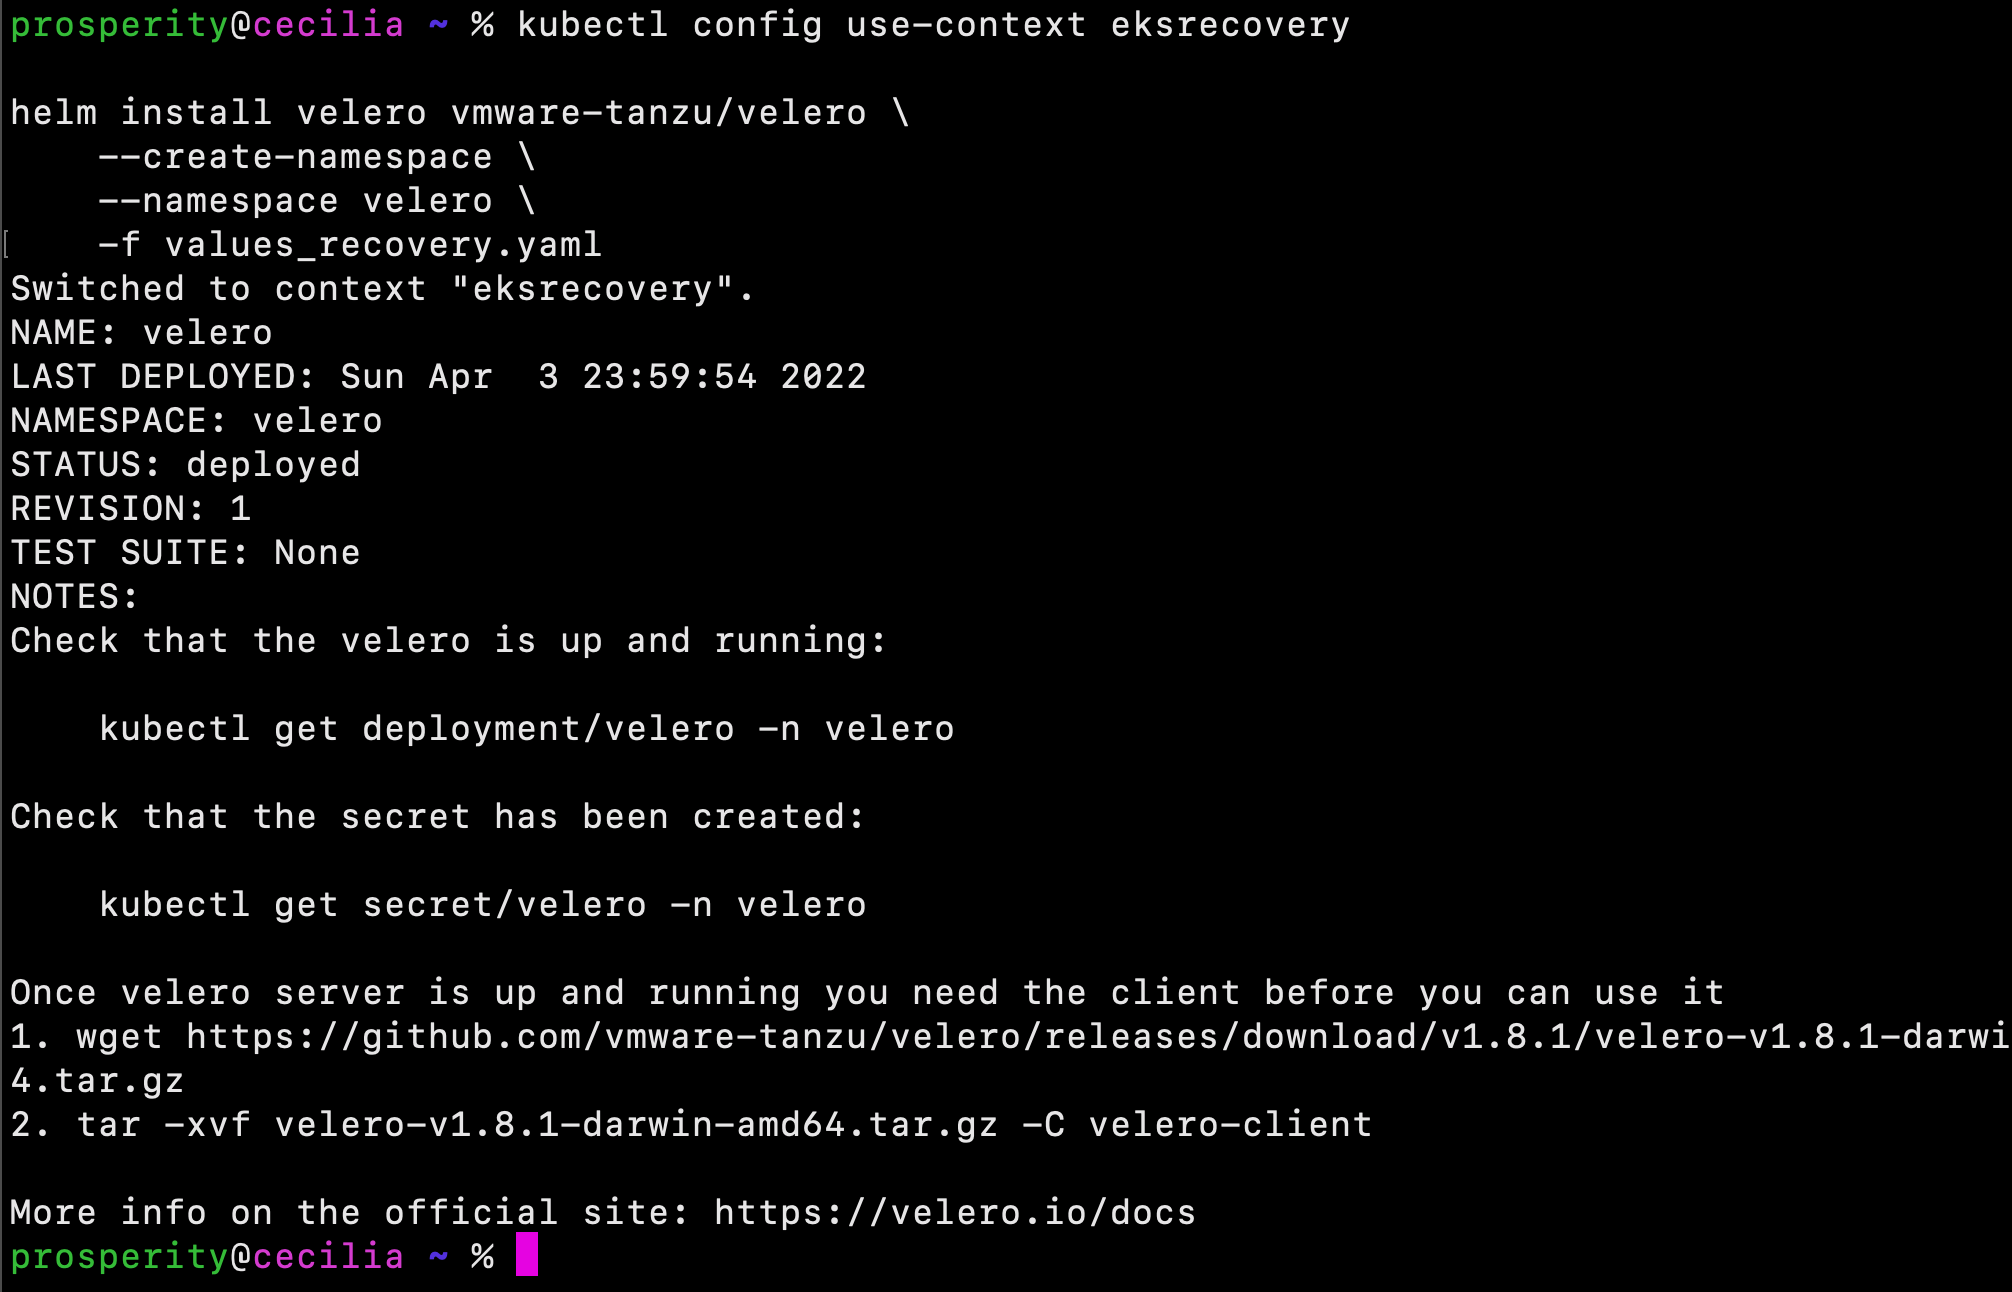 prosperity@cecilia ~ % kubectl config use-context eksrecovery
helm install velero vmware-tanzu/velero \
    --create-namespace \
    --namespace velero \
[    -f values_recovery.yaml
Switched to context "eksrecovery".
NAME: velero
LAST DEPLOYED: Sun Apr  3 23:59:54 2022
NAMESPACE: velero
STATUS: deployed
REVISION: 1
TEST SUITE: None
NOTES:
Check that the velero is up and running:
    kubectl get deployment/velero -n velero
Check that the secret has been created:
    kubectl get secret/velero -n velero
Once velero server is up and running you need the client before you can use it
1. wget https://github.com/vmware-tanzu/velero/releases/download/v1.8.1/velero-v1.8.1-darwi
4.tar.gz
2. tar -xvf velero-v1.8.1-darwin-amd64.tar.gz -C velero-client
More info on the official site: https://velero.io/docs
prosperity@cecilia ~ %